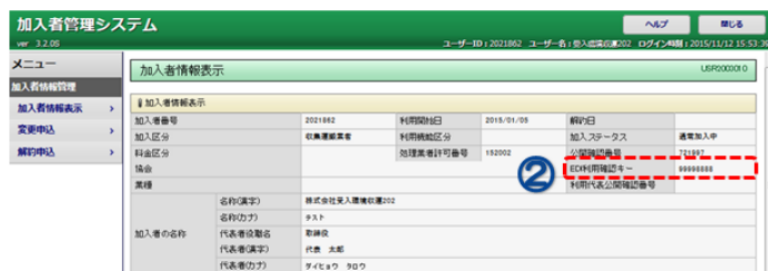 加入者管理システム
ver 3.2.05
ヘルプ 閉じる
ユーザーID:2021862 ユーザー名:受入環境収運202 ログイン時間:2015/11/12 15:53:39
メニュー
加入者情報管理
加入者情報表示 >
変更申込 >
解約申込 >
加入者情報表示
加入者情報表示
加入者番号 2021862 利用開始日 2015/01/05 解約日
加入区分 収集運搬業者 利用続続区分 加入ステータス 通常加入中
料金区分 処理業者許可番号 152002 公開確認番号 721997
協会 ② EDI利用確認キー 99998888
業種 利用代表公開確認番号
加入者の名称
名称(漢字) 株式会社受入環境収運202
名称(カナ) テスト
代表者役職名 取締役
代表者(漢字) 代表 太郎
代表者(カナ) ダイヒョウ タロウ